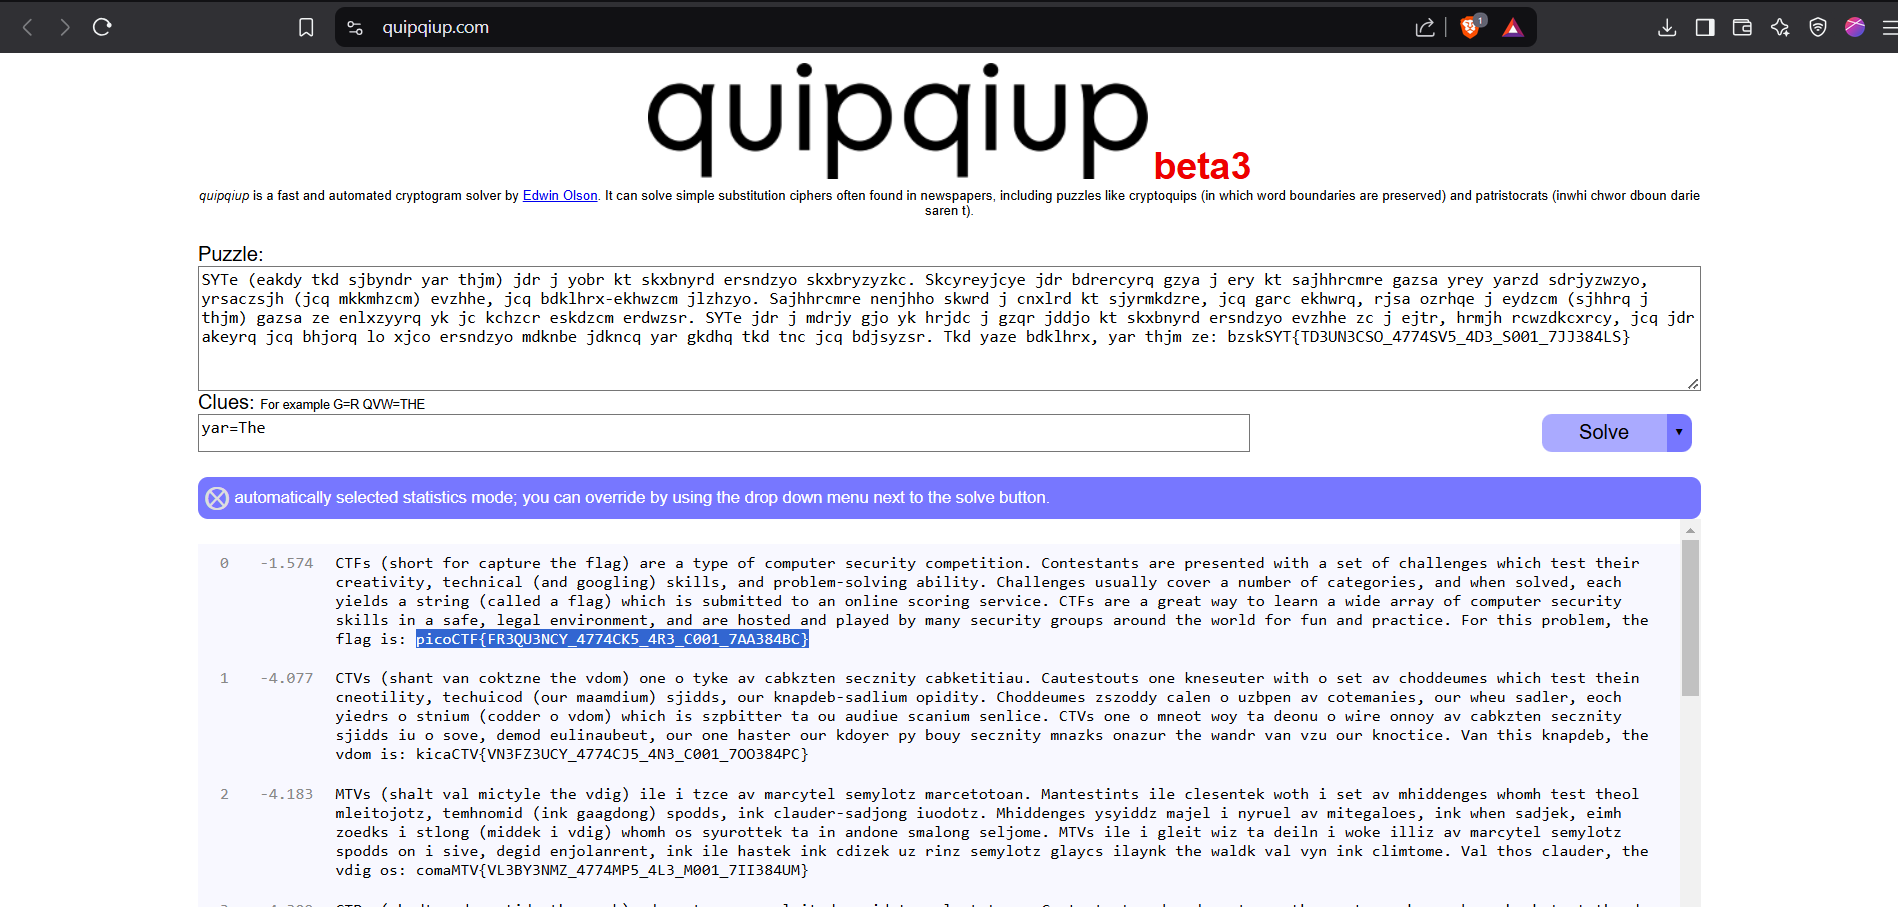 quipqiup.com
1
quipqiup beta3
quipqiup is a fast and automated cryptogram solver by Edwin Olson. It can solve simple substitution ciphers often found in newspapers, including puzzles like cryptoquips (in which word boundaries are preserved) and patristocrats (inwhi chwor dboun darie
saren t).
Puzzle:
SYTe (eakdy tkd sjbyndr yar thjm) jdr j yobr kt skxbnyrd ersndzyo skxbryzyzkc. Skcyreyjcye jdr bdrercyrq gzya j ery kt sajhhrcmre gazsa yrey yarzd sdrjyzwzyo,
yrsaczsjh (jcq mkkmhzcm) evzhhe, jcq bdklhrx-ekhwzcm jlzhzyo. Sajhhrcmre nenjhho skwrd j cnxlrd kt sjyrmkdzre, jcq garc ekhwrq, rjsa ozrhqe j eydzcm (sjhhrq j
thjm) gazsa ze enlxzyyrq yk jc kchzcr eskdzcm erdwzsr. SYTe jdr j mdrjy gjo yk hrjdc j gzqr jddjo kt skxbnyrd ersndzyo evzhhe zc j ejtr, hrmjh rcwzdkcxrcy, jcq jdr
akeyrq jcq bhjorq lo xjco ersndzyo mdknbe jdkncq yar gkdhq tkd tnc jcq bdjsyzsr. Tkd yaze bdklhrx, yar thjm ze: bzskSYT{TD3UN3CSO_4774SV5_4D3_S001_7JJ384LS}
Clues: For example G=R QVW=THE
yar=The
Solve
automatically selected statistics mode; you can override by using the drop down menu next to the solve button.
0 -1.574 CTFs (short for capture the flag) are a type of computer security competition. Contestants are presented with a set of challenges which test their
creativity, technical (and googling) skills, and problem-solving ability. Challenges usually cover a number of categories, and when solved, each
yields a string (called a flag) which is submitted to an online scoring service. CTFs are a great way to learn a wide array of computer security
skills in a safe, legal environment, and are hosted and played by many security groups around the world for fun and practice. For this problem, the
flag is: picoCTF{FR3QU3NCY_4774CK5_4R3_C001_7AA384BC}
1 -4.077 CTVs (shant van coktzne the vdom) one o tyke av cabkzten secznity cabketitiau. Cautestouts one kneseuter with o set av choddeumes which test thein
cneotility, techuicod (our maamdium) sjidds, our knapdeb-sadlium opidity. Choddeumes zszoddy calen o uzbpen av cotemanies, our wheu sadler, eoch
yiedrs o stnium (codder o vdom) which is szpbitter ta ou audiue scanium senlice. CTVs one o mneot woy ta deonu o wire onnoy av cabkzten secznity
sjidds iu o sove, demod eulinaubeut, our one haster our kdoyer py bouy secznity mnazks onazur the wandr van vzu our knoctice. Van this knapdeb, the
vdom is: kicaCTV{VN3FZ3UCY_4774CJ5_4N3_C001_7OO384PC}
2 -4.183 MTVs (shalt val mictyle the vdig) ile i tzce av marcytel semylotz marcetotoan. Mantestints ile clesentek woth i set av mhiddenges whomh test theol
mleitojotz, temhnomid (ink gaagdong) spodds, ink clauder-sadjong iuodotz. Mhiddenges ysyiddz majel i nyruel av mitegaloes, ink when sadjek, eimh
zoedks i stlong (middek i vdig) whomh os syurottek ta in andone smalong seljome. MTVs ile i gleit wiz ta deiln i woke illiz av marcytel semylotz
spodds on i sive, degid enjolanrent, ink ile hastek ink cdizek uz rinz semylotz glaycs ilaynk the waldk val vyn ink climtome. Val thos clauder, the
vdig os: comaMTV{VL3BY3NMZ_4774MP5_4L3_M001_7II384UM}